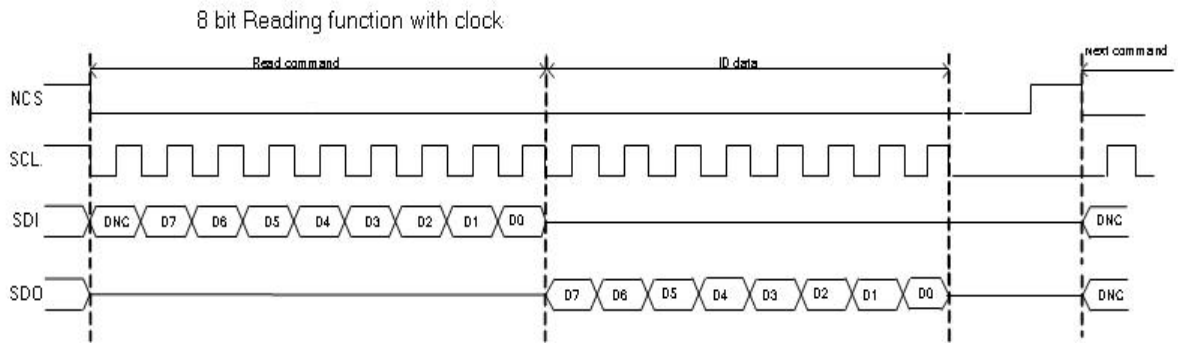 8 bit Reading function with clock
Read command ID data Next command
NCS
SCL
SDI DNC D7 D6 D5 D4 D3 D2 D1 D0 DNC
SDO D7 D6 D5 D4 D3 D2 D1 D0 DNC